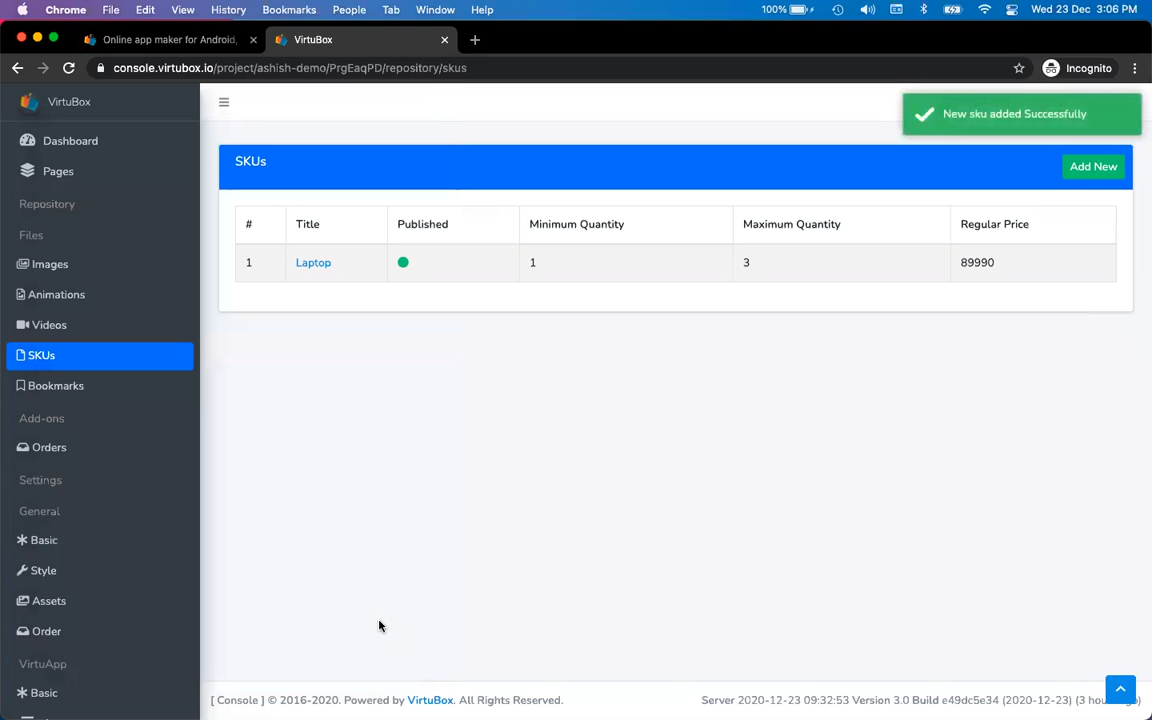 Chrome File Edit View History Bookmarks People Tab Window Help 100% Wed 23 Dec 3:06 PM
Online app maker for Android, VirtuBox
console.virtubox.io/project/ashish-demo/PrgEaqPD/repository/skus Incognito
VirtuBox
New sku added Successfully
Dashboard
Pages
Repository
Files
Images
Animations
Videos
SKUs
Bookmarks
Add-ons
Orders
Settings
General
Basic
Style
Assets
Order
VirtuApp
Basic
SKUs Add New
# Title Published Minimum Quantity Maximum Quantity Regular Price
1 Laptop 1 3 89990
[ Console ] © 2016-2020. Powered by VirtuBox. All Rights Reserved. Server 2020-12-23 09:32:53 Version 3.0 Build e49dc5e34 (2020-12-23) (3 hou